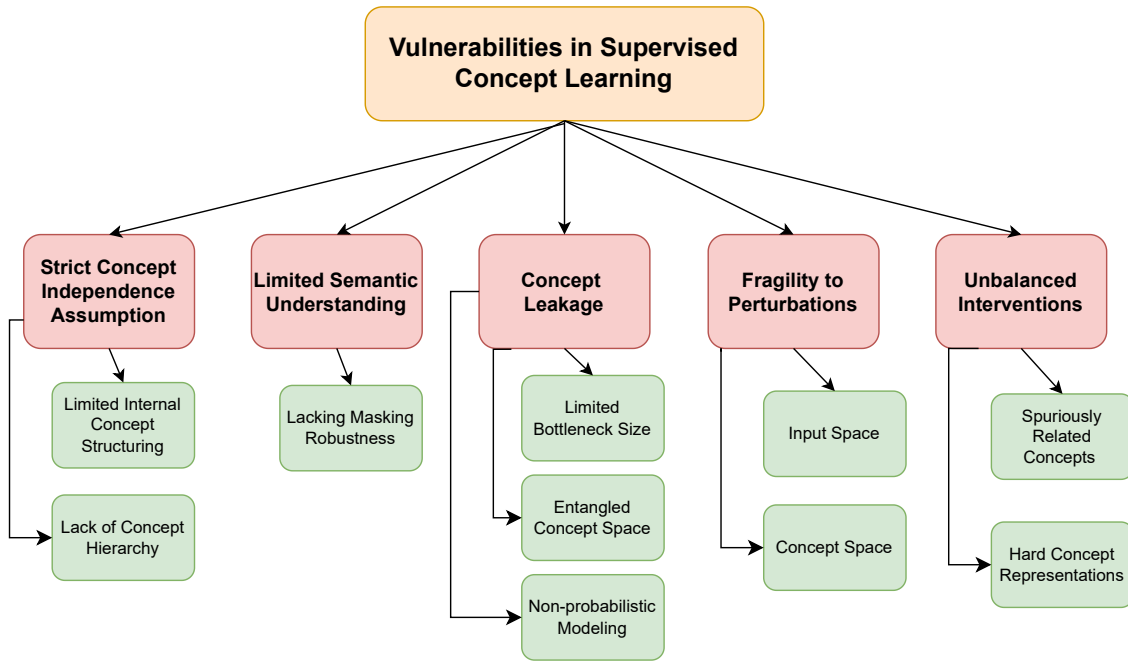 Vulnerabilities in Supervised
Concept Learning
Strict Concept
Independence
Assumption
Limited Semantic
Understanding
Concept
Leakage
Fragility to
Perturbations
Unbalanced
Interventions
Limited Internal
Concept
Structuring
Lacking Masking
Robustness
Limited
Bottleneck Size
Input Space
Spuriously
Related
Concepts
Lack of Concept
Hierarchy
Entangled
Concept Space
Concept Space
Hard Concept
Representations
Non-probabilistic
Modeling